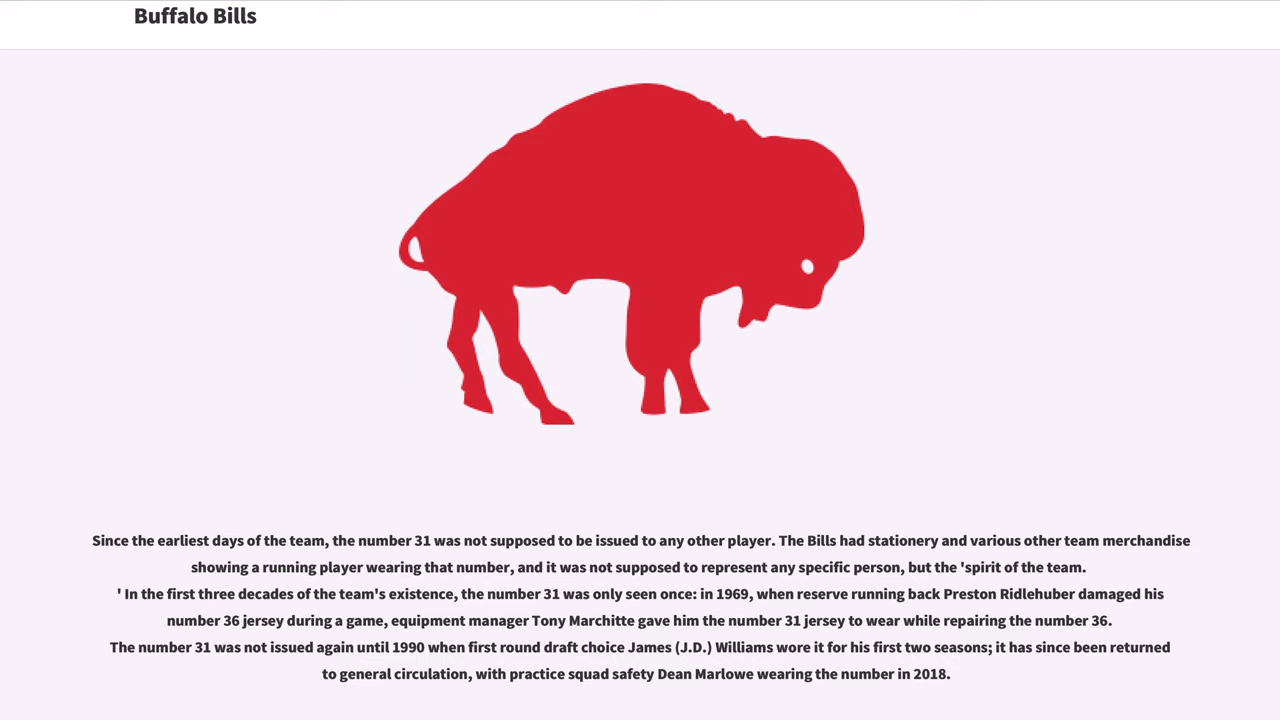 Buffalo Bills
Since the earliest days of the team, the number 31 was not supposed to be issued to any other player. The Bills had stationery and various other team merchandise
showing a running player wearing that number, and it was not supposed to represent any specific person, but the 'spirit of the team.
' In the first three decades of the team's existence, the number 31 was only seen once: in 1969, when reserve running back Preston Ridlehuber damaged his
number 36 jersey during a game, equipment manager Tony Marchitte gave him the number 31 jersey to wear while repairing the number 36.
The number 31 was not issued again until 1990 when first round draft choice James (J.D.) Williams wore it for his first two seasons; it has since been returned
to general circulation, with practice squad safety Dean Marlowe wearing the number in 2018.